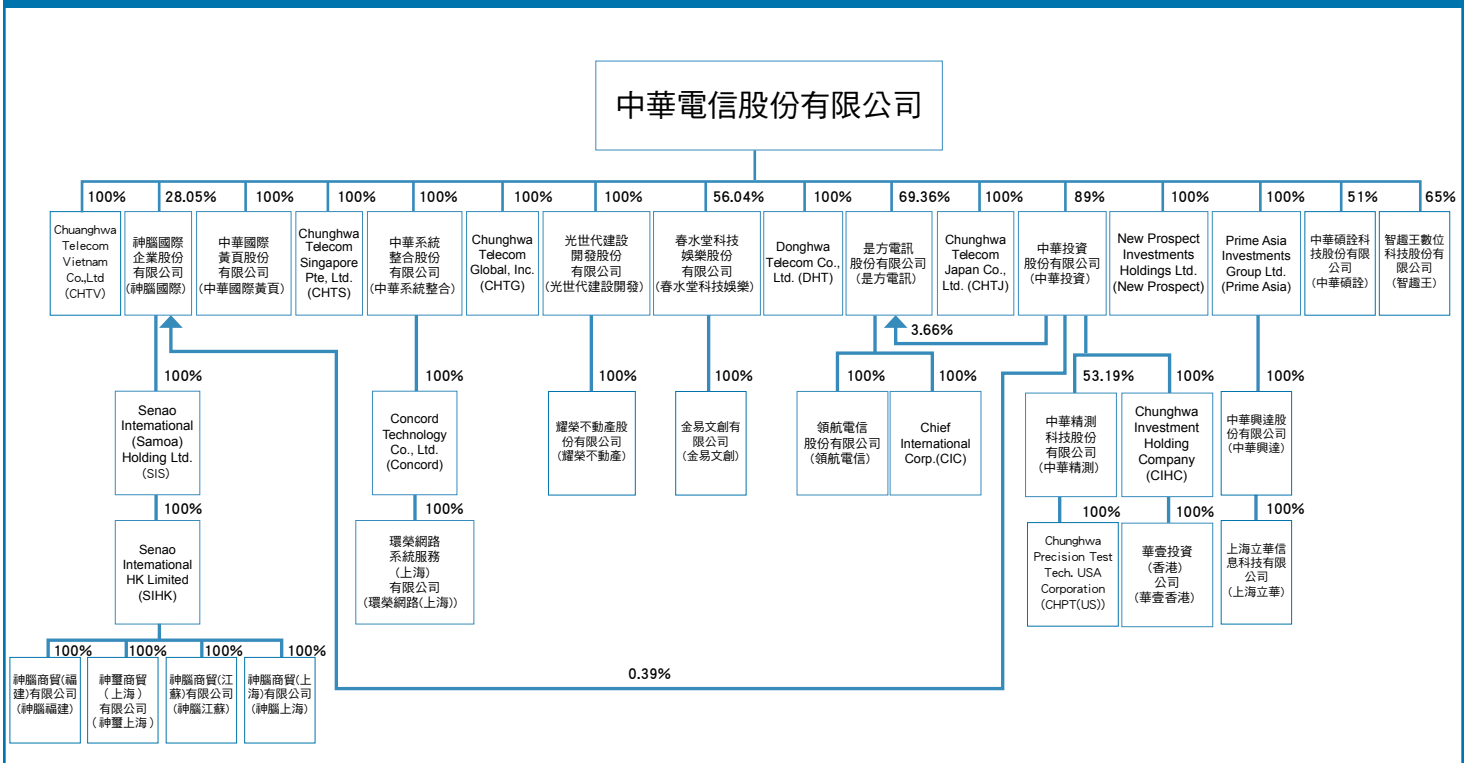 中華電信股份有限公司
100%
28.05%
100%
100%
100%
100%
100%
56.04%
100%
69.36%
100%
89%
100%
100%
51%
65%
Chuanghwa
Telecom
Vietnam
Co.,Ltd
(CHTV)
神腦國際
企業股份
有限公司
(神腦國際)
中華國際
黃頁股份
有限公司
(中華國際黃頁)
Chunghwa
Telecom
Singapore
Pte, Ltd.
(CHTS)
中華系統
整合股份
有限公司
(中華系統整合)
Chunghwa
Telecom
Global, Inc.
(CHTG)
光世代建設
開發股份
有限公司
(光世代建設開發)
春水堂科技
娛樂股份
有限公司
(春水堂科技娛樂)
Donghwa
Telecom Co.,
Ltd. (DHT)
是方電訊
股份有限公司
(是方電訊)
Chunghwa
Telecom
Japan Co.,
Ltd. (CHTJ)
中華投資
股份有限公司
(中華投資)
New Prospect
Investments
Holdings Ltd.
(New Prospect)
Prime Asia
Investments
Group Ltd.
(Prime Asia)
中華碩詮科
技股份有限
公司
(中華碩詮)
智趣王數位
科技股份有
限公司
(智趣王)
3.66%
100%
100%
100%
100%
100%
100%
53.19%
100%
100%
Senao
International
(Samoa)
Holding Ltd.
(SIS)
Concord
Technology
Co., Ltd.
(Concord)
耀榮不動產股
份有限公司
(耀榮不動產)
金易文創有
限公司
(金易文創)
領航電信
股份有限公司
(領航電信)
Chief
International
Corp.(CIC)
中華精測
科技股份
有限公司
(中華精測)
Chunghwa
Investment
Holding
Company
(CIHC)
中華興達股
份有限公司
(中華興達)
100%
100%
100%
100%
100%
Senao
International
HK Limited
(SIHK)
環榮網路
系統服務
(上海)
有限公司
(環榮網路(上海))
Chunghwa
Precision Test
Tech. USA
Corporation
(CHPT(US))
華壹投資
(香港)
公司
(華壹香港)
上海立華信
息科技有限
公司
(上海立華)
100%
100%
100%
100%
0.39%
神腦商貿(福
建)有限公司
(神腦福建)
神璽商貿
(上海)
有限公司
(神璽上海)
神腦商貿(江
蘇)有限公司
(神腦江蘇)
神腦商貿(上
海)有限公司
(神腦上海)